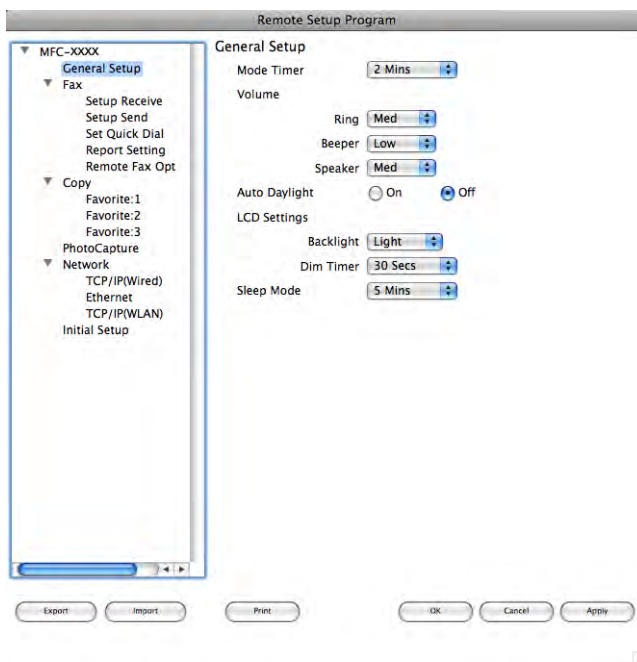 Remote Setup Program
MFC-XXXX
General Setup
Fax
Setup Receive
Setup Send
Set Quick Dial
Report Setting
Remote Fax Opt
Copy
Favorite:1
Favorite:2
Favorite:3
PhotoCapture
Network
TCP/IP(Wired)
Ethernet
TCP/IP(WLAN)
Initial Setup
General Setup
Mode Timer 2 Mins
Volume
Ring Med
Beeper Low
Speaker Med
Auto Daylight On Off
LCD Settings
Backlight Light
Dim Timer 30 Secs
Sleep Mode 5 Mins
Export Import Print OK Cancel Apply